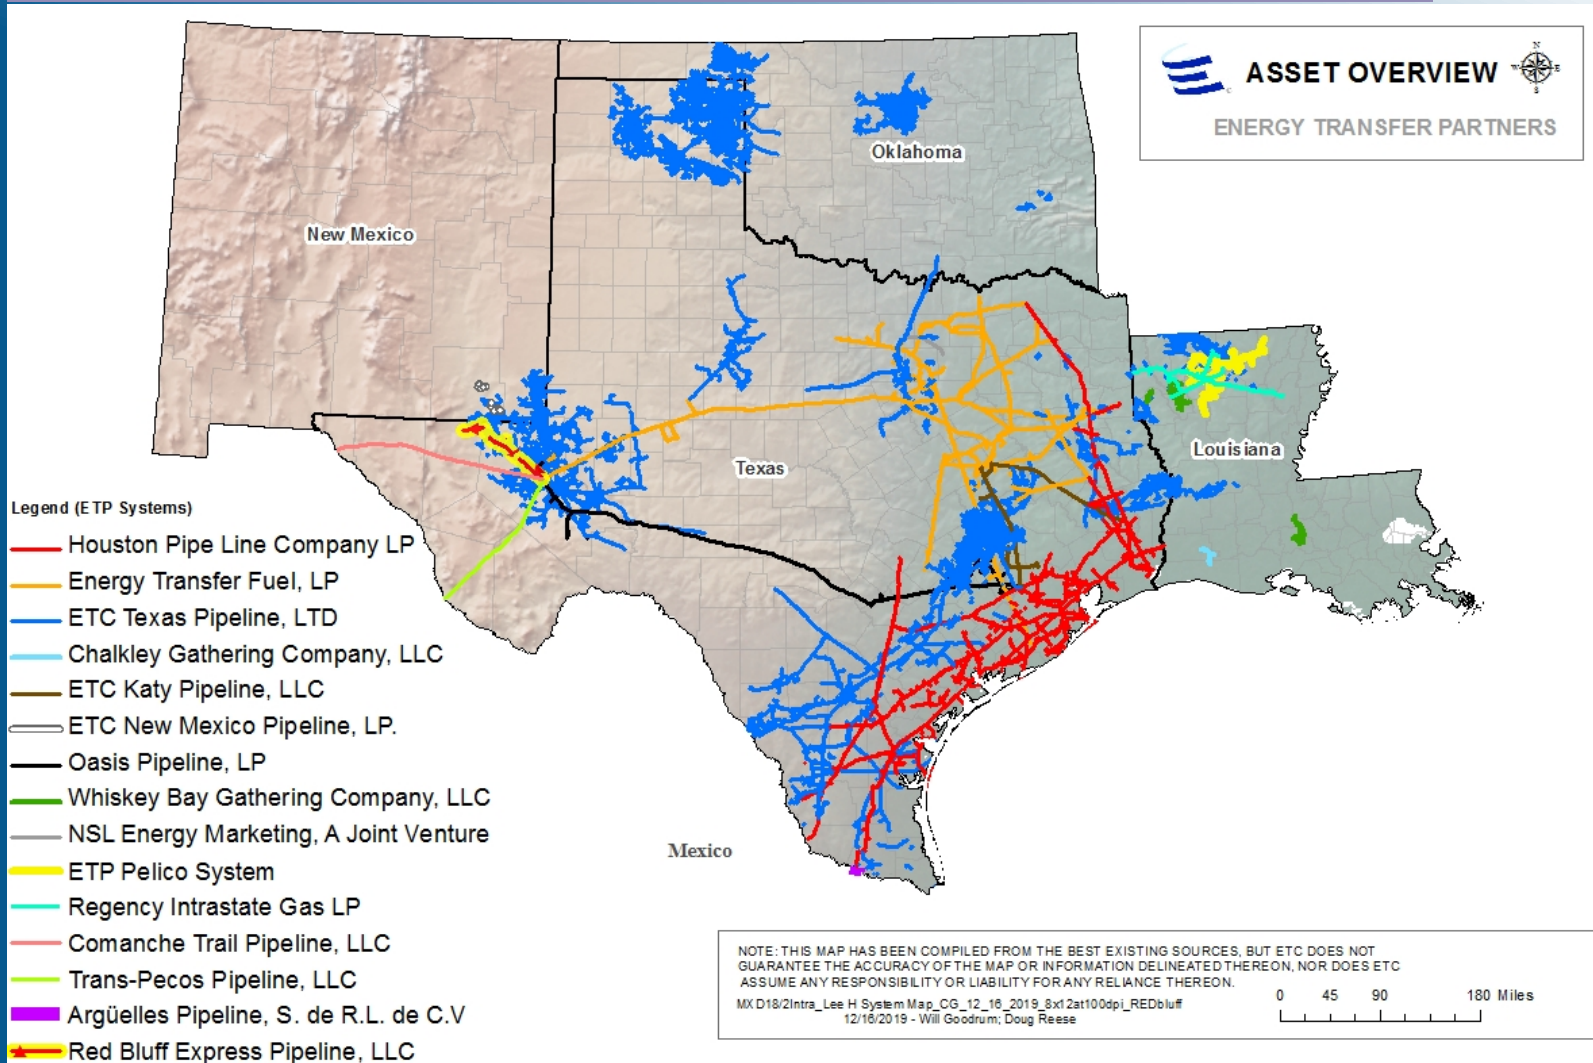 ASSET OVERVIEW
N
W E
S
ENERGY TRANSFER PARTNERS
Oklahoma
New Mexico
Texas
Louisiana
Mexico
Legend (ETP Systems)
Houston Pipe Line Company LP
Energy Transfer Fuel, LP
ETC Texas Pipeline, LTD
Chalkley Gathering Company, LLC
ETC Katy Pipeline, LLC
ETC New Mexico Pipeline, LP.
Oasis Pipeline, LP
Whiskey Bay Gathering Company, LLC
NSL Energy Marketing, A Joint Venture
ETP Pelico System
Regency Intrastate Gas LP
Comanche Trail Pipeline, LLC
Trans-Pecos Pipeline, LLC
Argüelles Pipeline, S. de R.L. de C.V
Red Bluff Express Pipeline, LLC
NOTE: THIS MAP HAS BEEN COMPILED FROM THE BEST EXISTING SOURCES, BUT ETC DOES NOT
GUARANTEE THE ACCURACY OF THE MAP OR INFORMATION DELINEATED THEREON, NOR DOES ETC
ASSUME ANY RESPONSIBILITY OR LIABILITY FOR ANY RELIANCE THEREON.
MXD18/2Intra_Lee H System Map_CG_12_16_2019_8x12at100dpi_REDbluff
12/16/2019 - Will Goodrum; Doug Reese
0 45 90 180 Miles